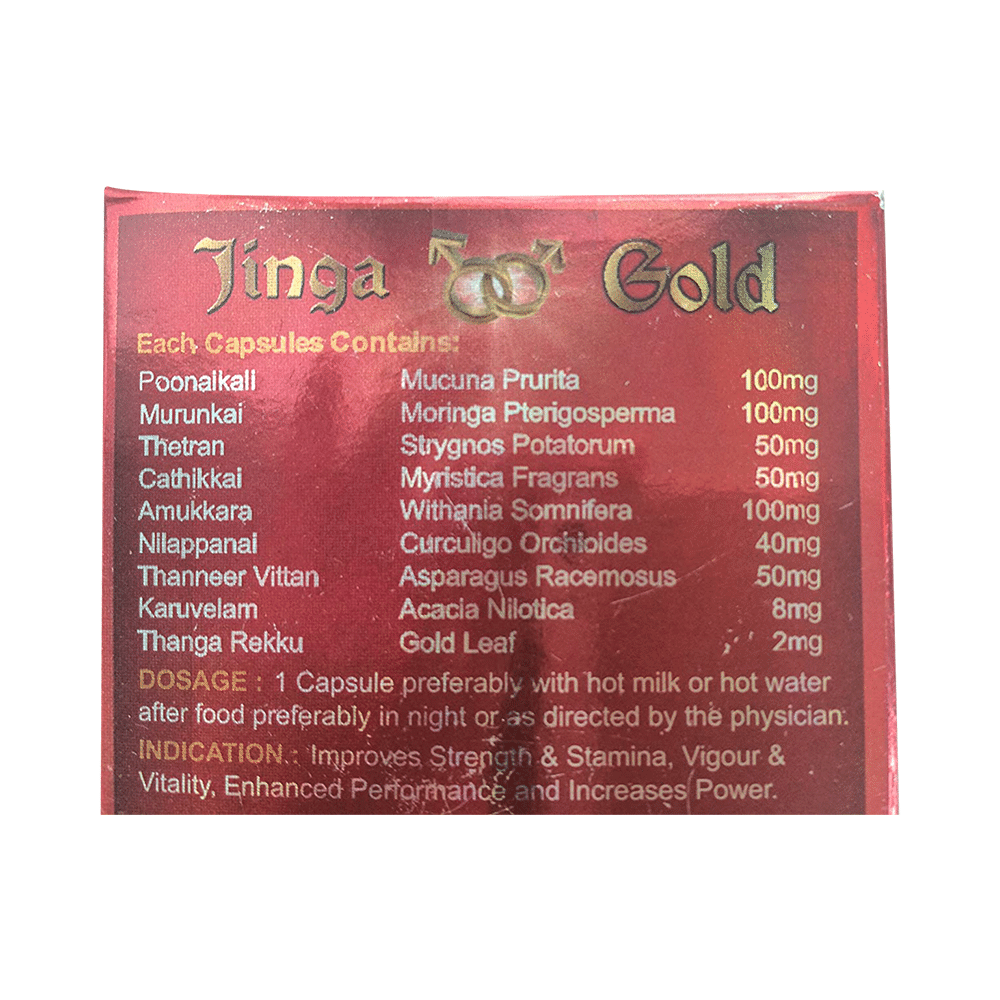 Jinga Gold
Each Capsules Contains:
Poonaikali Mucuna Prurita 100mg
Murunkai Moringa Pterigosperma 100mg
Thetran Strygnos Potatorum 50mg
Cathikkai Myristica Fragrans 50mg
Amukkara Withania Somnifera 100mg
Nilappanai Curculigo Orchioides 40mg
Thanneer Vittan Asparagus Racemosus 50mg
Karuvelam Acacia Nilotica 8mg
Thanga Rekku Gold Leaf 2mg
DOSAGE : 1 Capsule preferably with hot milk or hot water
after food preferably in night or as directed by the physician.
INDICATION : Improves Strength & Stamina, Vigour &
Vitality, Enhanced Performance and Increases Power.